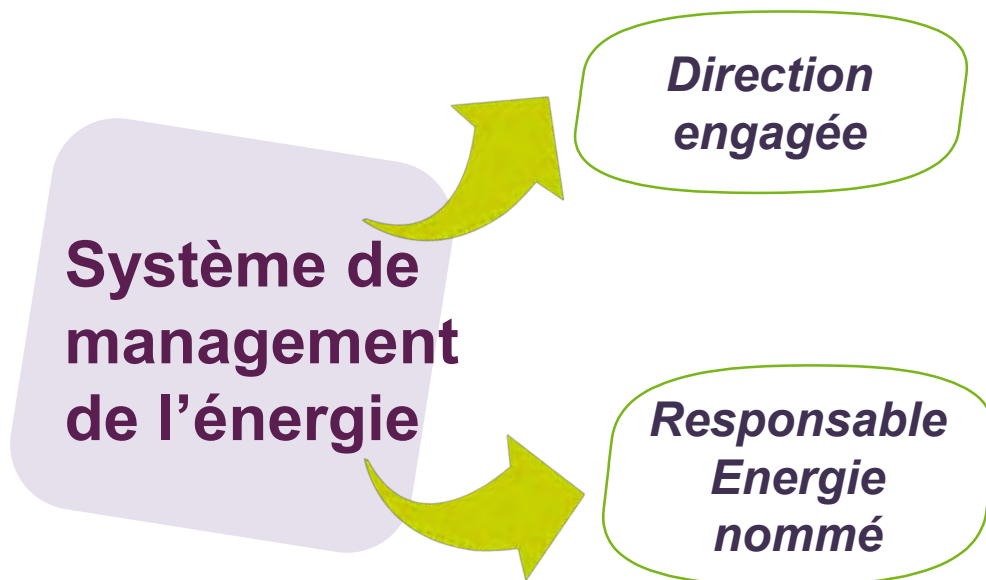 Direction
engagée
Système de
management
de l’énergie
Responsable
Energie
nommé